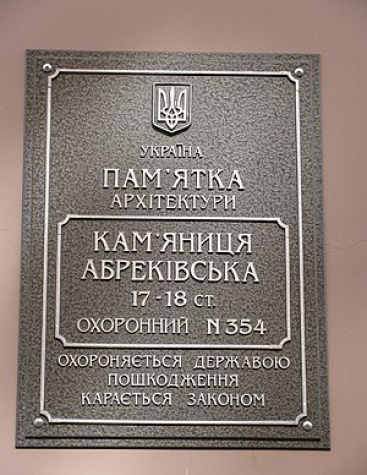 УКРАЇНА
ПАМ'ЯТКА
АРХІТЕКТУРИ
КАМ'ЯНИЦЯ
АБРЕКІВСЬКА
17-18 СТ.
ОХОРОННИЙ N 354
ОХОРОНЯЄТЬСЯ ДЕРЖАВОЮ
ПОШКОДЖЕННЯ
КАРАЄТЬСЯ ЗАКОНОМ